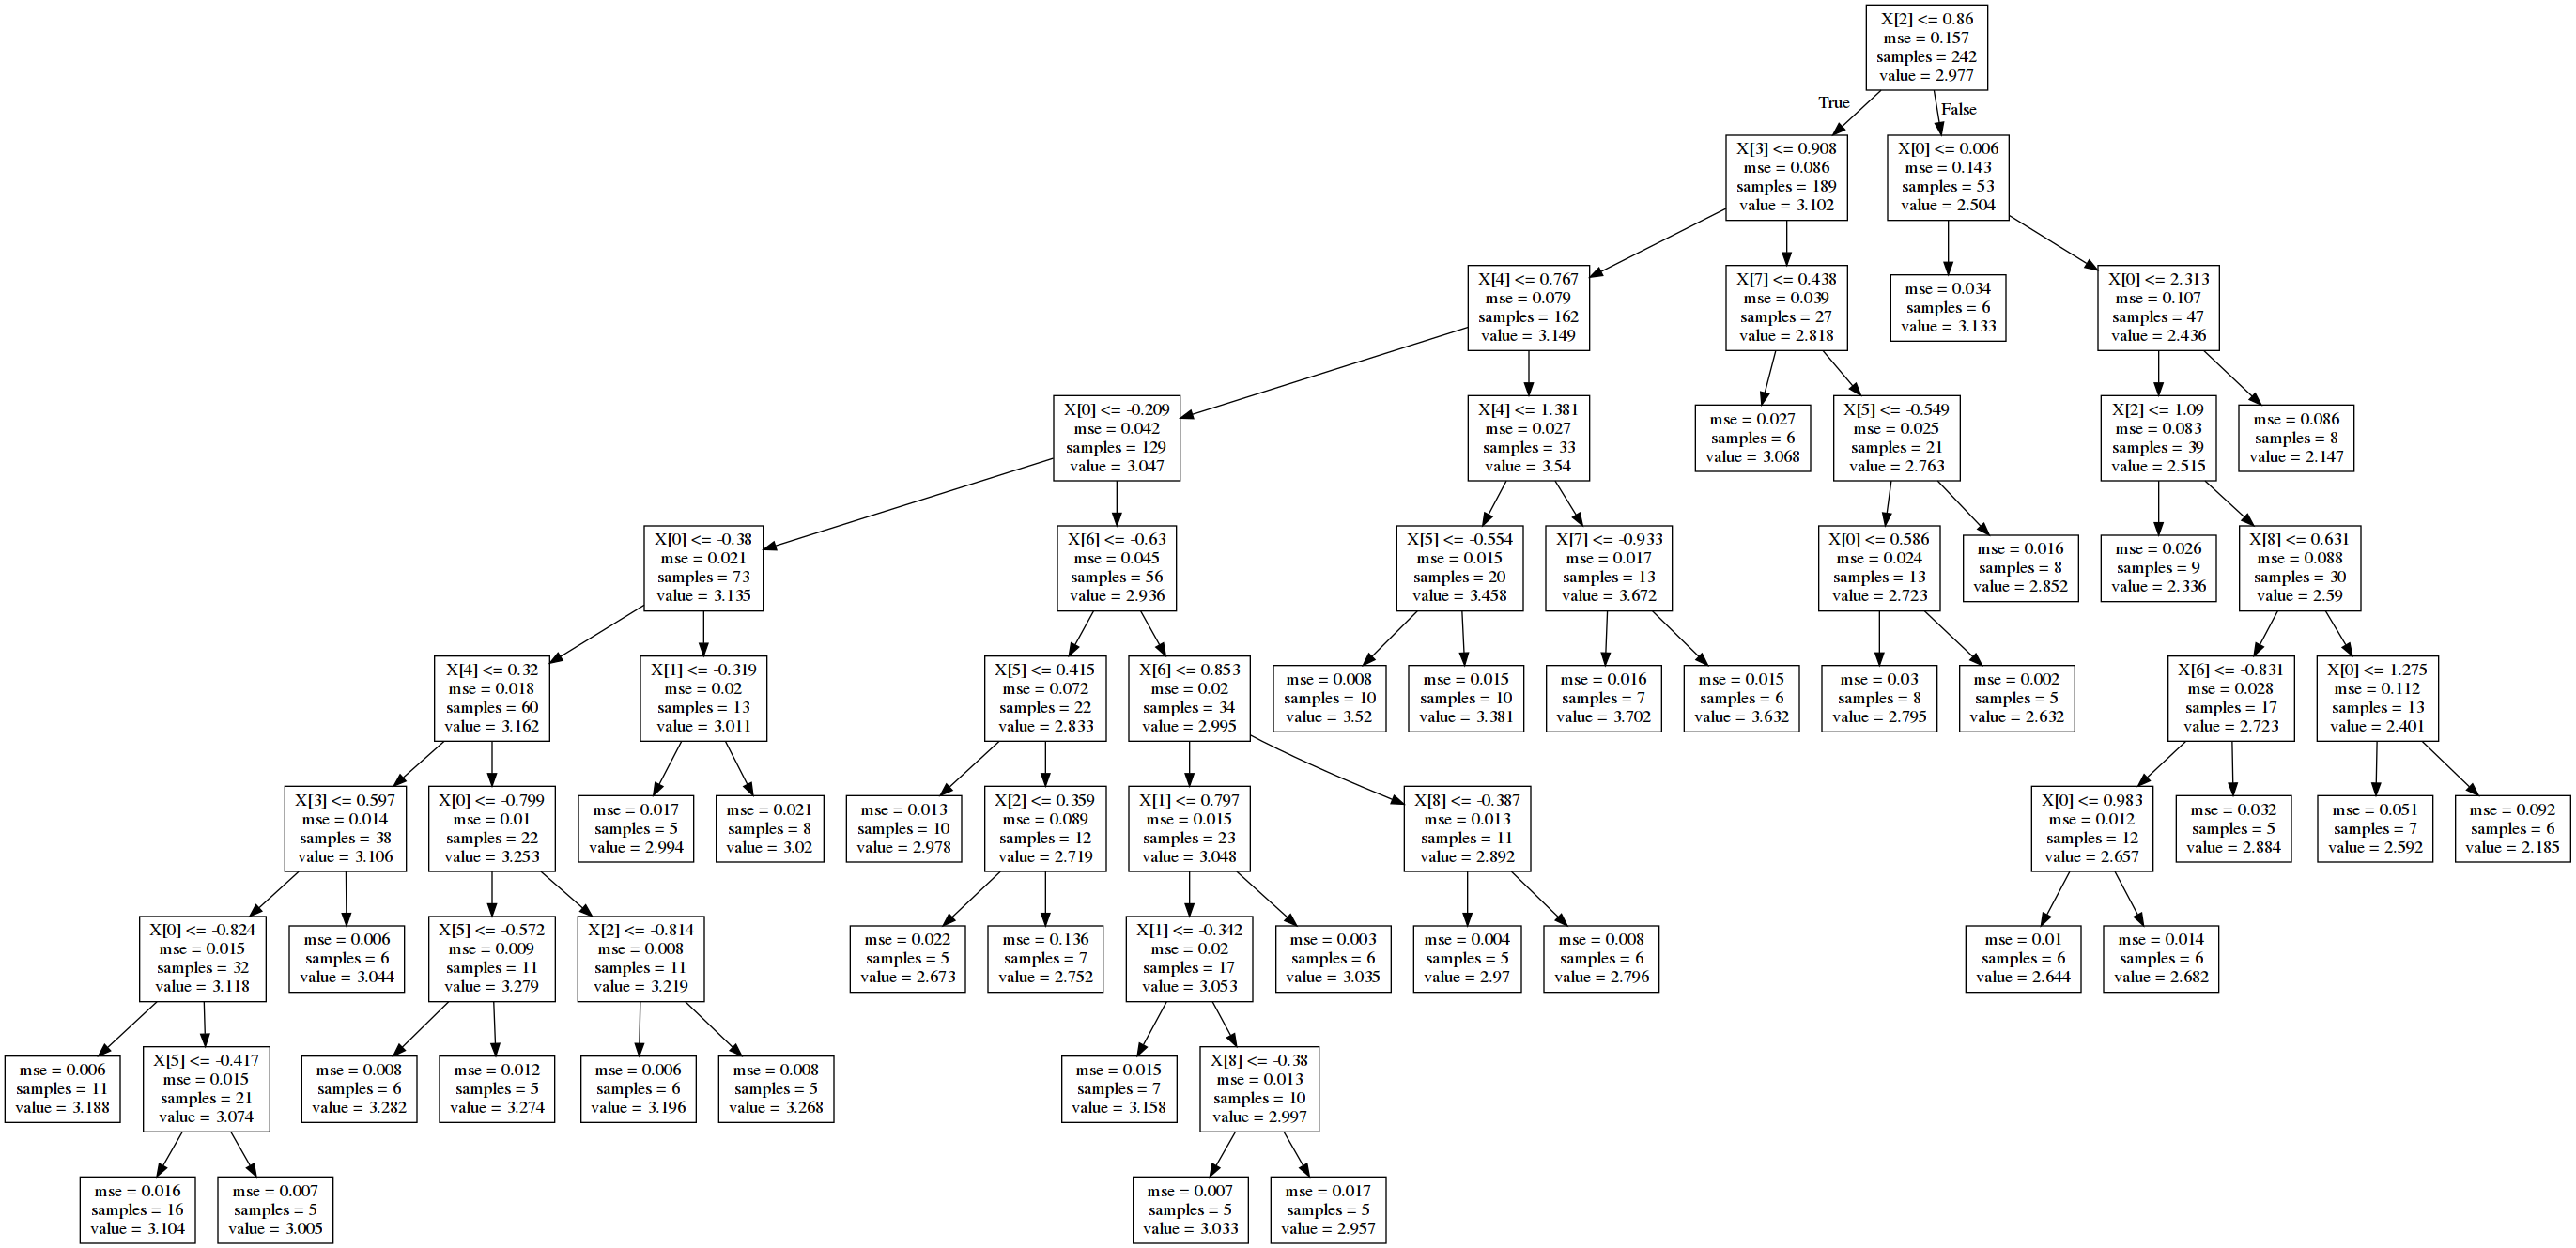 X[2] <= 0.86
mse = 0.157
samples = 242
value = 2.977
True
False
X[3] <= 0.908
mse = 0.086
samples = 189
value = 3.102
X[0] <= 0.006
mse = 0.143
samples = 53
value = 2.504
X[4] <= 0.767
mse = 0.079
samples = 162
value = 3.149
X[7] <= 0.438
mse = 0.039
samples = 27
value = 2.818
mse = 0.034
samples = 6
value = 3.133
X[0] <= 2.313
mse = 0.107
samples = 47
value = 2.436
X[0] <= -0.209
mse = 0.042
samples = 129
value = 3.047
X[4] <= 1.381
mse = 0.027
samples = 33
value = 3.54
mse = 0.027
samples = 6
value = 3.068
X[5] <= -0.549
mse = 0.025
samples = 21
value = 2.763
X[2] <= 1.09
mse = 0.083
samples = 39
value = 2.515
mse = 0.086
samples = 8
value = 2.147
X[0] <= -0.38
mse = 0.021
samples = 73
value = 3.135
X[6] <= -0.63
mse = 0.045
samples = 56
value = 2.936
X[5] <= -0.554
mse = 0.015
samples = 20
value = 3.458
X[7] <= -0.933
mse = 0.017
samples = 13
value = 3.672
X[0] <= 0.586
mse = 0.024
samples = 13
value = 2.723
mse = 0.016
samples = 8
value = 2.852
mse = 0.026
samples = 9
value = 2.336
X[8] <= 0.631
mse = 0.088
samples = 30
value = 2.59
X[4] <= 0.32
mse = 0.018
samples = 60
value = 3.162
X[1] <= -0.319
mse = 0.02
samples = 13
value = 3.011
X[5] <= 0.415
mse = 0.072
samples = 22
value = 2.833
X[6] <= 0.853
mse = 0.02
samples = 34
value = 2.995
mse = 0.008
samples = 10
value = 3.52
mse = 0.015
samples = 10
value = 3.381
mse = 0.016
samples = 7
value = 3.702
mse = 0.015
samples = 6
value = 3.632
mse = 0.03
samples = 8
value = 2.795
mse = 0.002
samples = 5
value = 2.632
X[6] <= -0.831
mse = 0.028
samples = 17
value = 2.723
X[0] <= 1.275
mse = 0.112
samples = 13
value = 2.401
X[3] <= 0.597
mse = 0.014
samples = 38
value = 3.106
X[0] <= -0.799
mse = 0.01
samples = 22
value = 3.253
mse = 0.017
samples = 5
value = 2.994
mse = 0.021
samples = 8
value = 3.02
mse = 0.013
samples = 10
value = 2.978
X[2] <= 0.359
mse = 0.089
samples = 12
value = 2.719
X[1] <= 0.797
mse = 0.015
samples = 23
value = 3.048
X[8] <= -0.387
mse = 0.013
samples = 11
value = 2.892
X[0] <= 0.983
mse = 0.012
samples = 12
value = 2.657
mse = 0.032
samples = 5
value = 2.884
mse = 0.051
samples = 7
value = 2.592
mse = 0.092
samples = 6
value = 2.185
X[0] <= -0.824
mse = 0.015
samples = 32
value = 3.118
mse = 0.006
samples = 6
value = 3.044
X[5] <= -0.572
mse = 0.009
samples = 11
value = 3.279
X[2] <= -0.814
mse = 0.008
samples = 11
value = 3.219
mse = 0.022
samples = 5
value = 2.673
mse = 0.136
samples = 7
value = 2.752
X[1] <= -0.342
mse = 0.02
samples = 17
value = 3.053
mse = 0.003
samples = 6
value = 3.035
mse = 0.004
samples = 5
value = 2.97
mse = 0.008
samples = 6
value = 2.796
mse = 0.01
samples = 6
value = 2.644
mse = 0.014
samples = 6
value = 2.682
mse = 0.006
samples = 11
value = 3.188
X[5] <= -0.417
mse = 0.015
samples = 21
value = 3.074
mse = 0.008
samples = 6
value = 3.282
mse = 0.012
samples = 5
value = 3.274
mse = 0.006
samples = 6
value = 3.196
mse = 0.008
samples = 5
value = 3.268
mse = 0.015
samples = 7
value = 3.158
X[8] <= -0.38
mse = 0.013
samples = 10
value = 2.997
mse = 0.016
samples = 16
value = 3.104
mse = 0.007
samples = 5
value = 3.005
mse = 0.007
samples = 5
value = 3.033
mse = 0.017
samples = 5
value = 2.957